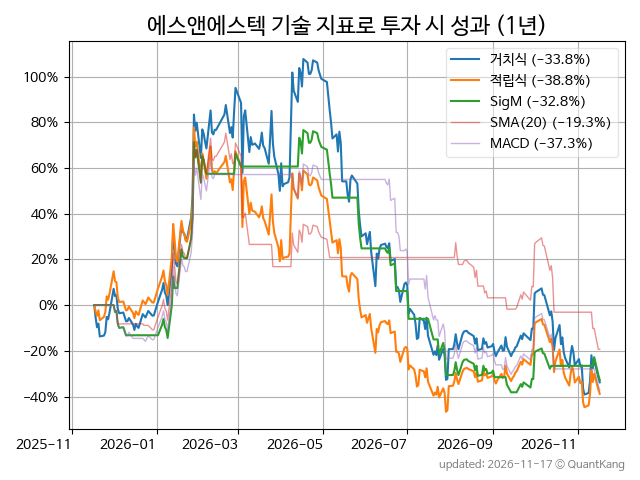 에스앤에스텍 기술 지표로 투자 시 성과 (1년)
거치식 (−33.8%)
적립식 (−38.8%)
SigM (−32.8%)
SMA(20) (−19.3%)
MACD (−37.3%)
100%
80%
60%
40%
20%
0%
−20%
−40%
2025-11
2026-01
2026-03
2026-05
2026-07
2026-09
2026-11
updated: 2026-11-17 © QuantKang